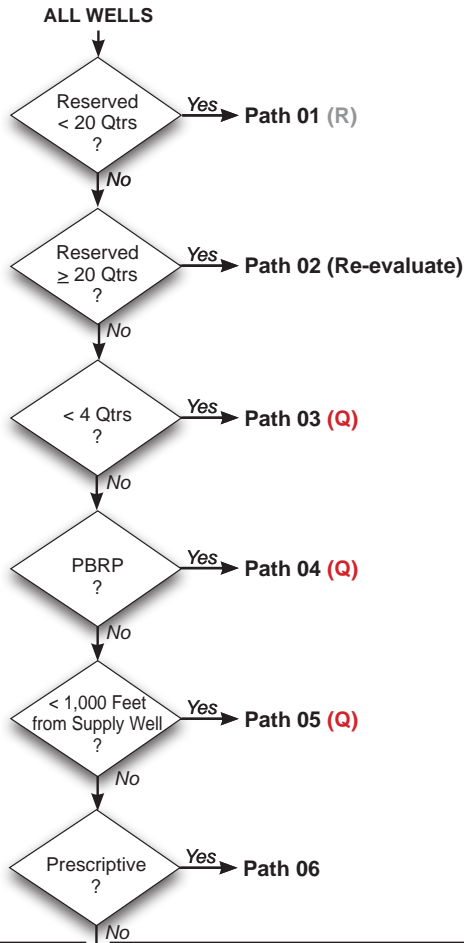 ALL WELLS
Reserved
< 20 Qtrs
?
Yes
Path 01 (R)
No
Reserved
≥ 20 Qtrs
?
Yes
Path 02 (Re-evaluate)
No
< 4 Qtrs
?
Yes
Path 03 (Q)
No
PBRP
?
Yes
Path 04 (Q)
No
< 1,000 Feet
from Supply Well
?
Yes
Path 05 (Q)
No
Prescriptive
?
Yes
Path 06
No